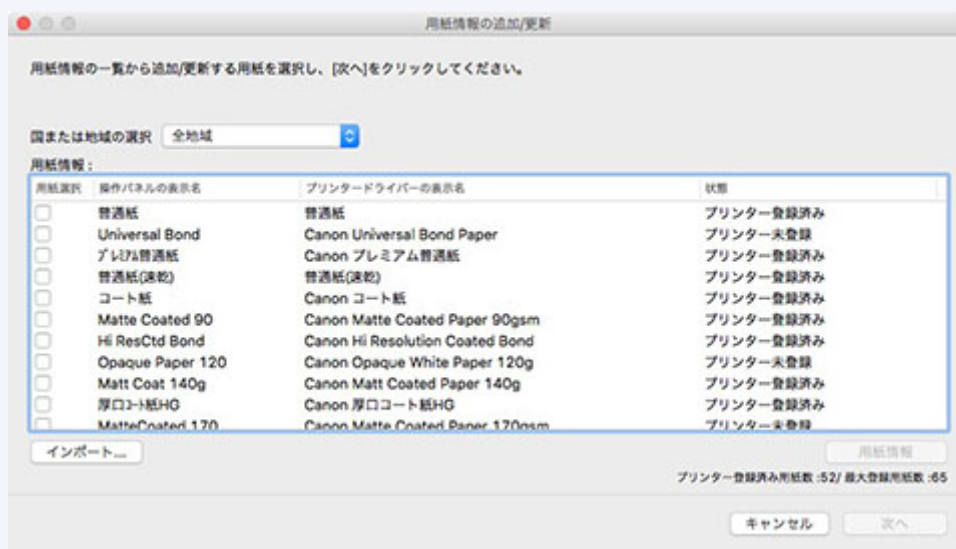 用紙情報の追加/更新
用紙情報の一覧から追加/更新する用紙を選択し、[次へ]をクリックしてください。
国または地域の選択 全地域
用紙情報：
用紙選択 操作パネルの表示名 プリンタードライバーの表示名 状態
普通紙 普通紙 プリンター登録済み
Universal Bond Canon Universal Bond Paper プリンター未登録
プレミアム普通紙 Canon プレミアム普通紙 プリンター登録済み
普通紙(速乾) 普通紙(速乾) プリンター登録済み
コート紙 Canon コート紙 プリンター登録済み
Matte Coated 90 Canon Matte Coated Paper 90gsm プリンター登録済み
Hi ResCtd Bond Canon Hi Resolution Coated Bond プリンター登録済み
Opaque Paper 120 Canon Opaque White Paper 120g プリンター未登録
Matt Coat 140g Canon Matt Coated Paper 140g プリンター登録済み
厚口コート紙HG Canon 厚口コート紙HG プリンター登録済み
MatteCoated 170 Canon Matte Coated Paper 170gsm プリンター未登録
インポート... 用紙情報
プリンター登録済み用紙数 :52/ 最大登録用紙数 :65
キャンセル 次へ